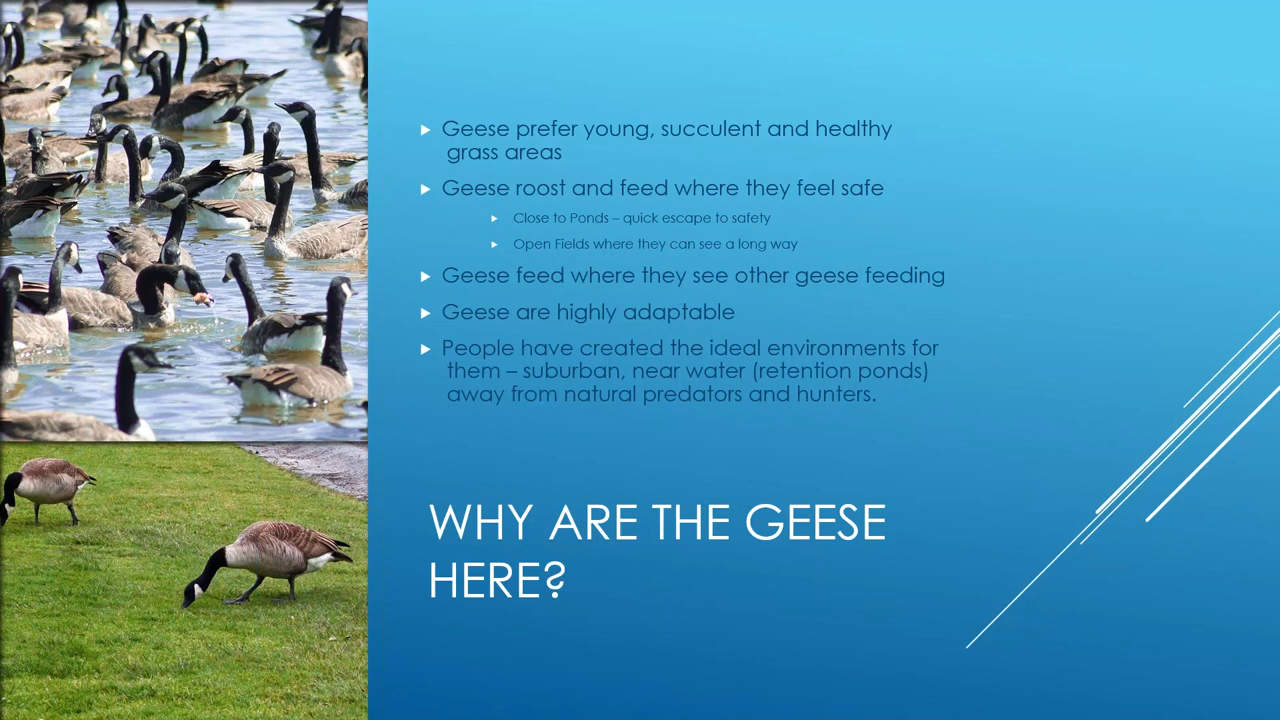 Geese prefer young, succulent and healthy
grass areas
Geese roost and feed where they feel safe
Close to Ponds – quick escape to safety
Open Fields where they can see a long way
Geese feed where they see other geese feeding
Geese are highly adaptable
People have created the ideal environments for
them – suburban, near water (retention ponds)
away from natural predators and hunters.
WHY ARE THE GEESE
HERE?